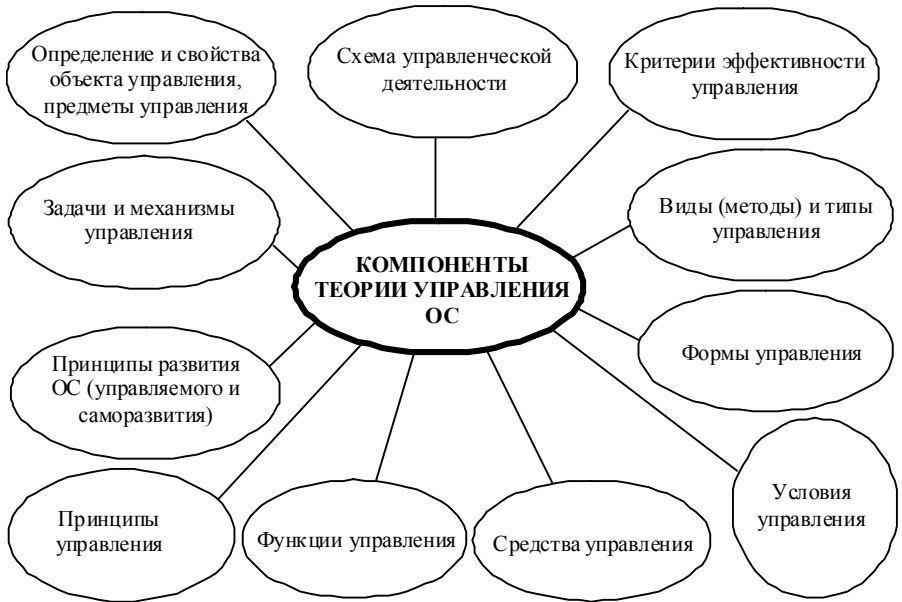 Определение и свойства
объекта управления,
предметы управления
Схема управленческой
деятельности
Критерии эффективности
управления
Задачи и механизмы
управления
Виды (методы) и типы
управления
КОМПОНЕНТЫ
ТЕОРИИ УПРАВЛЕНИЯ
ОС
Принципы развития
ОС (управляемого и
саморазвития)
Формы управления
Принципы
управления
Функции управления
Средства управления
Условия
управления